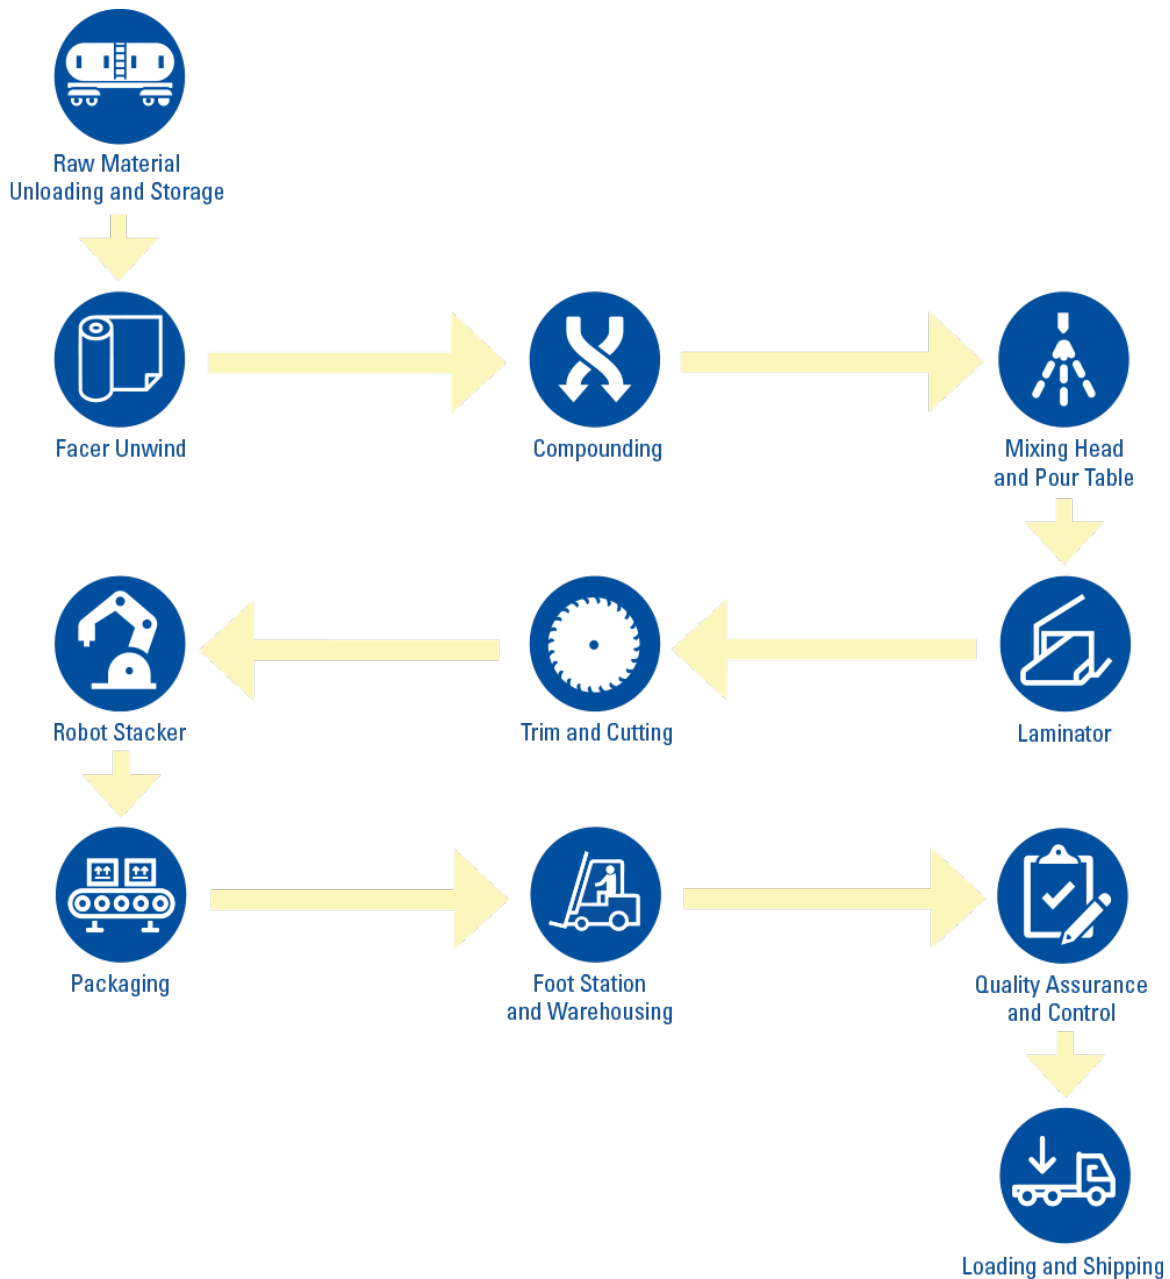 Raw Material
Unloading and Storage
Facer Unwind
Compounding
Mixing Head
and Pour Table
Laminator
Trim and Cutting
Robot Stacker
Packaging
Foot Station
and Warehousing
Quality Assurance
and Control
Loading and Shipping